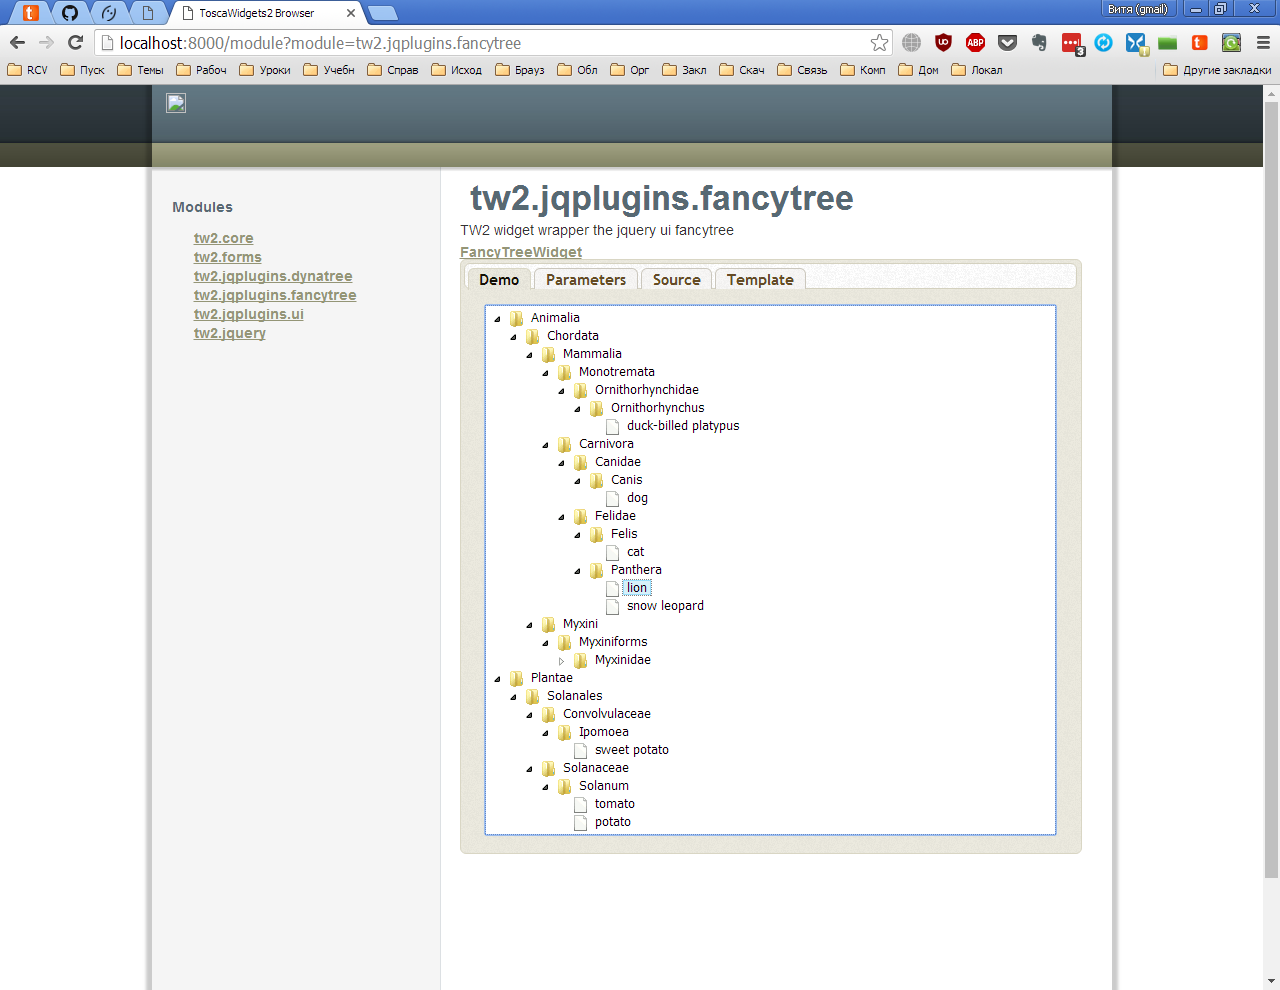 ToscaWidgets2 Browser
Витя (gmail)
localhost:8000/module?module=tw2.jqplugins.fancytree
RCV Пуск Темы Рабоч Уроки Учебн Справ Исход Брауз Обл Орг Закл Скач Связь Комп Дом Локал Другие закладки
Modules
tw2.core
tw2.forms
tw2.jqplugins.dynatree
tw2.jqplugins.fancytree
tw2.jqplugins.ui
tw2.jquery
tw2.jqplugins.fancytree
TW2 widget wrapper the jquery ui fancytree
FancyTreeWidget
Demo Parameters Source Template
Animalia
Chordata
Mammalia
Monotremata
Ornithorhynchidae
Ornithorhynchus
duck-billed platypus
Carnivora
Canidae
Canis
dog
Felidae
Felis
cat
Panthera
lion
snow leopard
Myxini
Myxiniforms
Myxinidae
Plantae
Solanales
Convolvulaceae
Ipomoea
sweet potato
Solanaceae
Solanum
tomato
potato